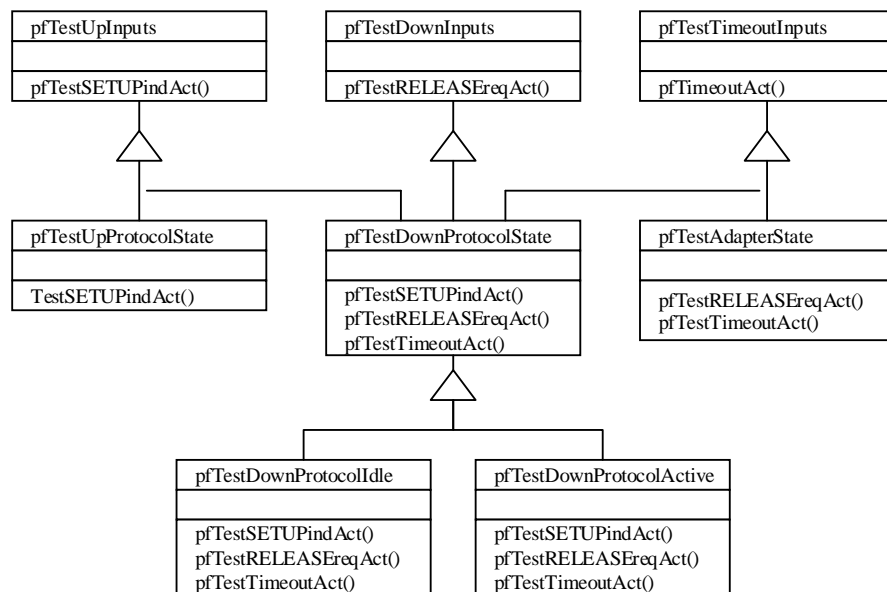 pfTestUpInputs
pfTestSETUPindAct()
pfTestDownInputs
pfTestRELEASEreqAct()
pfTestTimeoutInputs
pfTimeoutAct()
pfTestUpProtocolState
TestSETUPindAct()
pfTestDownProtocolState
pfTestSETUPindAct()
pfTestRELEASEreqAct()
pfTestTimeoutAct()
pfTestAdapterState
pfTestRELEASEreqAct()
pfTestTimeoutAct()
pfTestDownProtocolIdle
pfTestSETUPindAct()
pfTestRELEASEreqAct()
pfTestTimeoutAct()
pfTestDownProtocolActive
pfTestSETUPindAct()
pfTestRELEASEreqAct()
pfTestTimeoutAct()